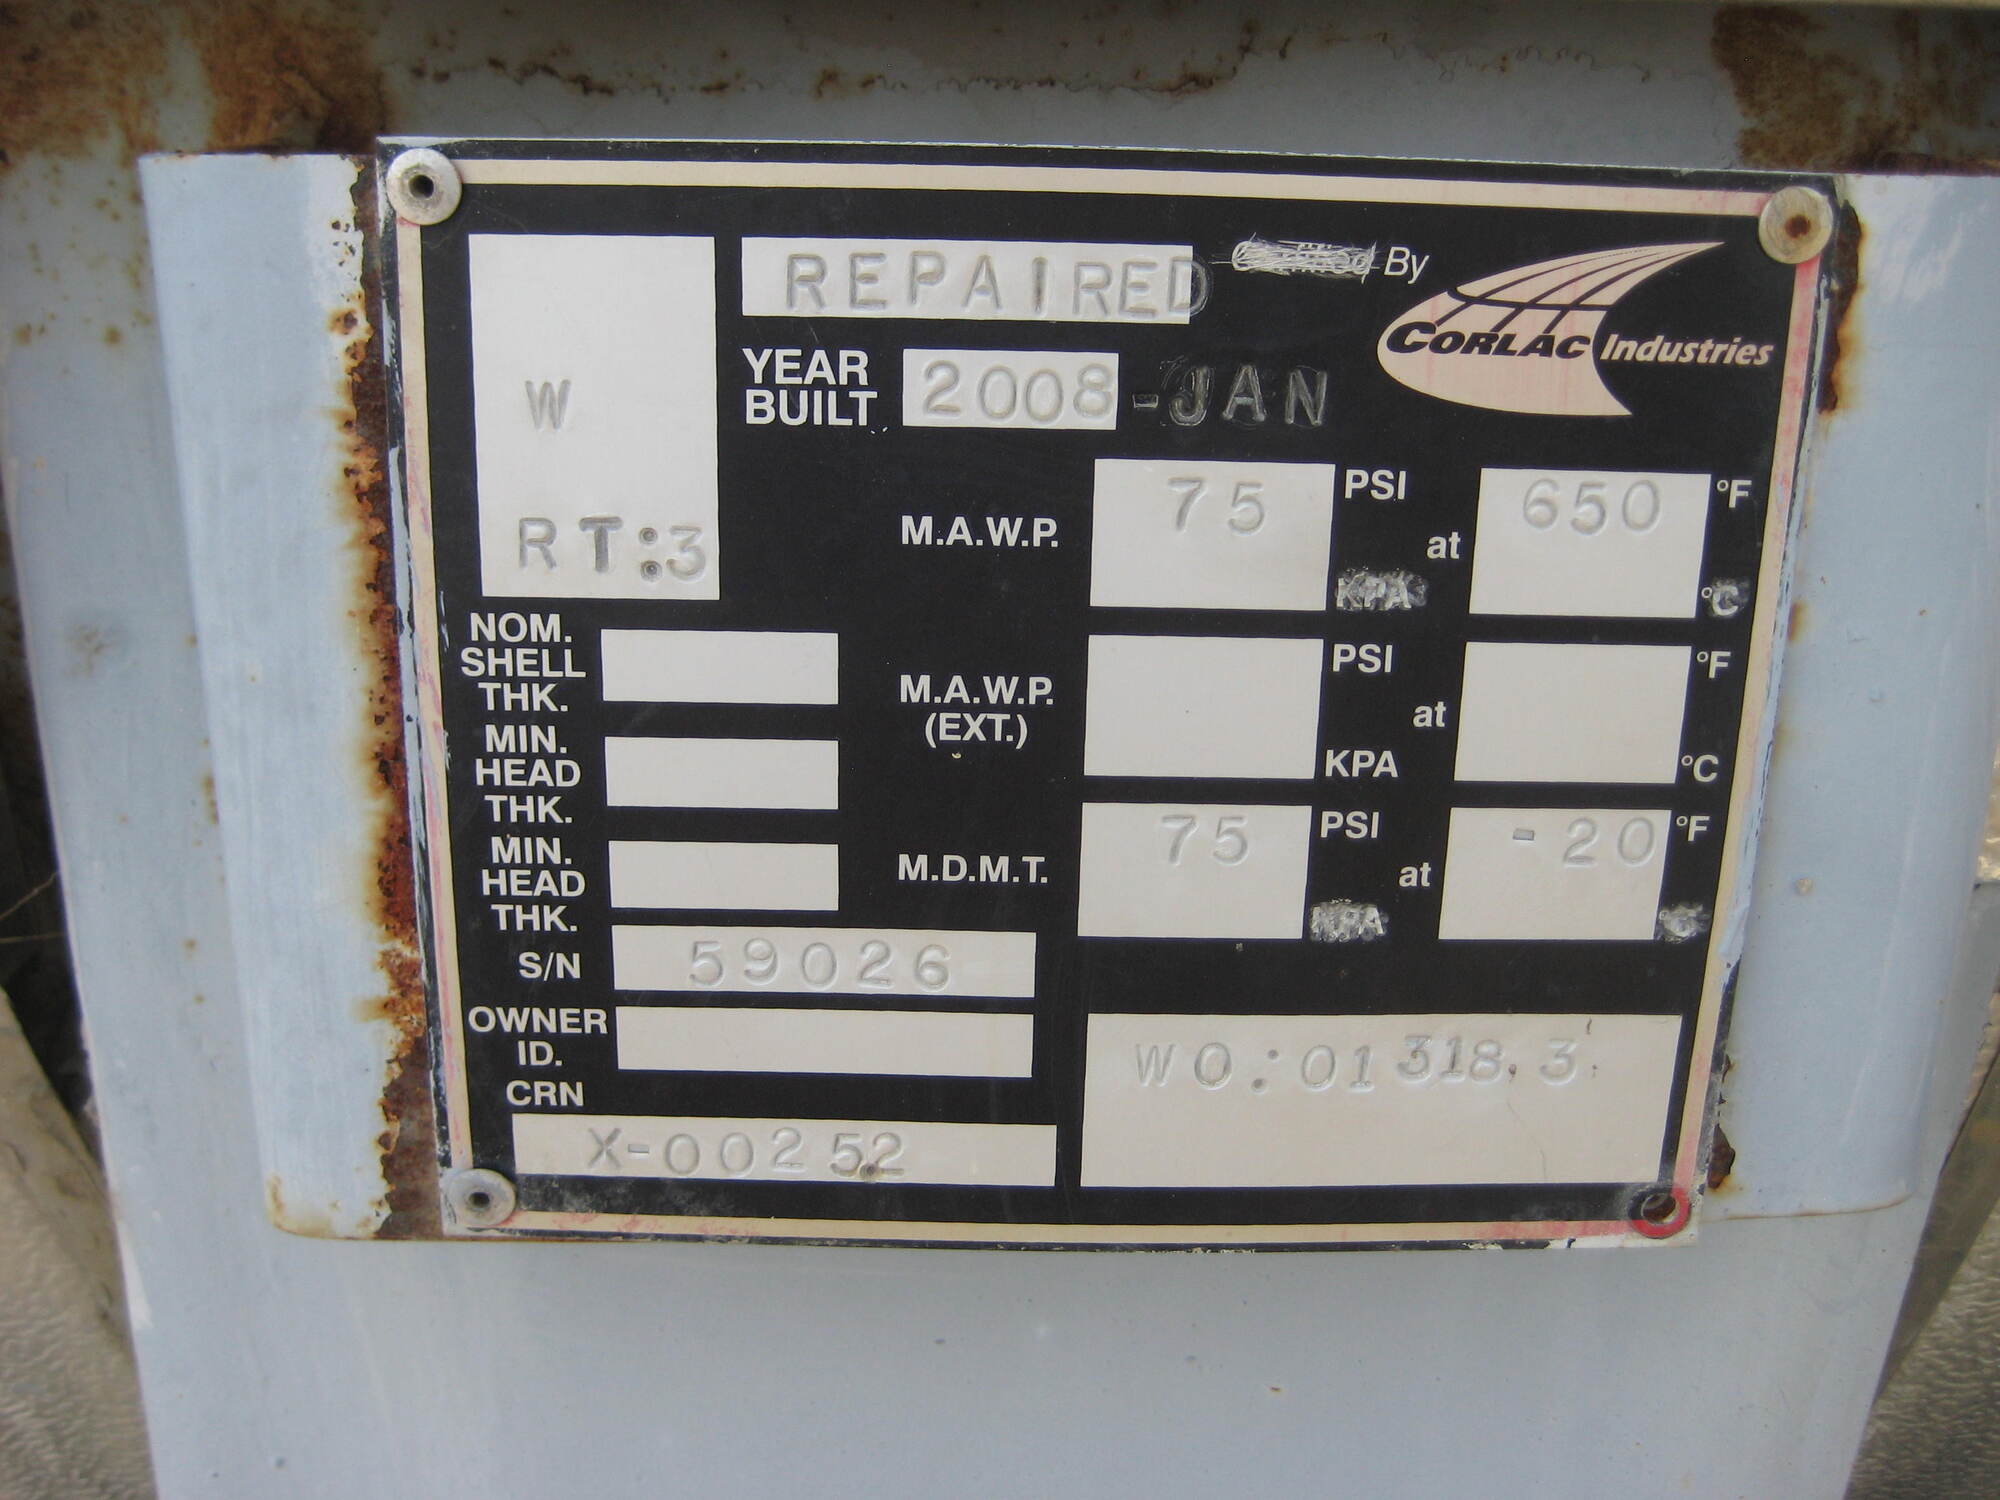 REPAIRED By
CORLAC Industries
W
RT:3
YEAR BUILT 2008-JAN
M.A.W.P. 75 PSI KPA at 650 °F °C
NOM. SHELL THK.
M.A.W.P. (EXT.) PSI KPA at °F °C
MIN. HEAD THK.
MIN. HEAD THK.
M.D.M.T. 75 PSI KPA at -20 °F °C
S/N 59026
OWNER ID.
WO:01318.3
CRN
X-00252